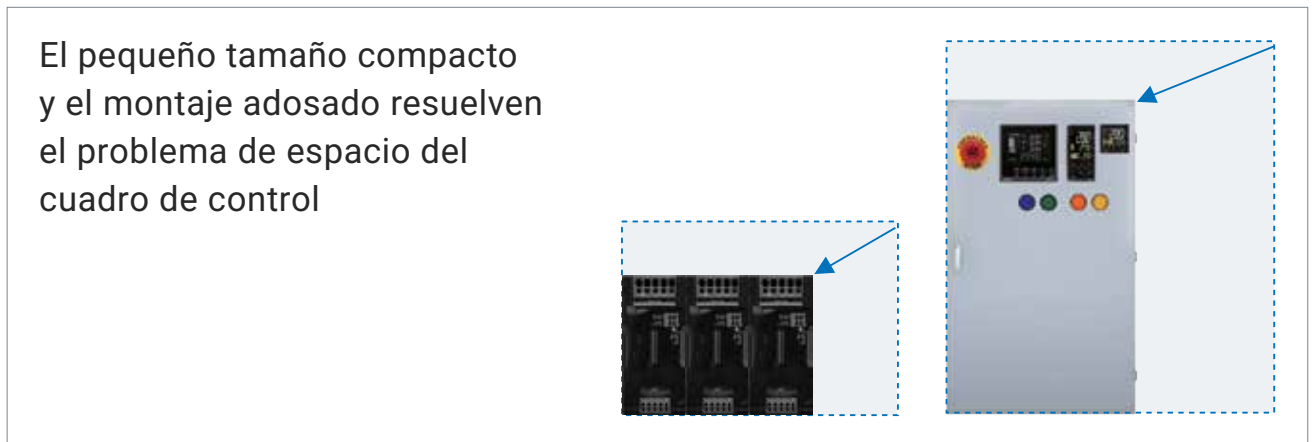 El pequeño tamaño compacto
y el montaje adosado resuelven
el problema de espacio del
cuadro de control